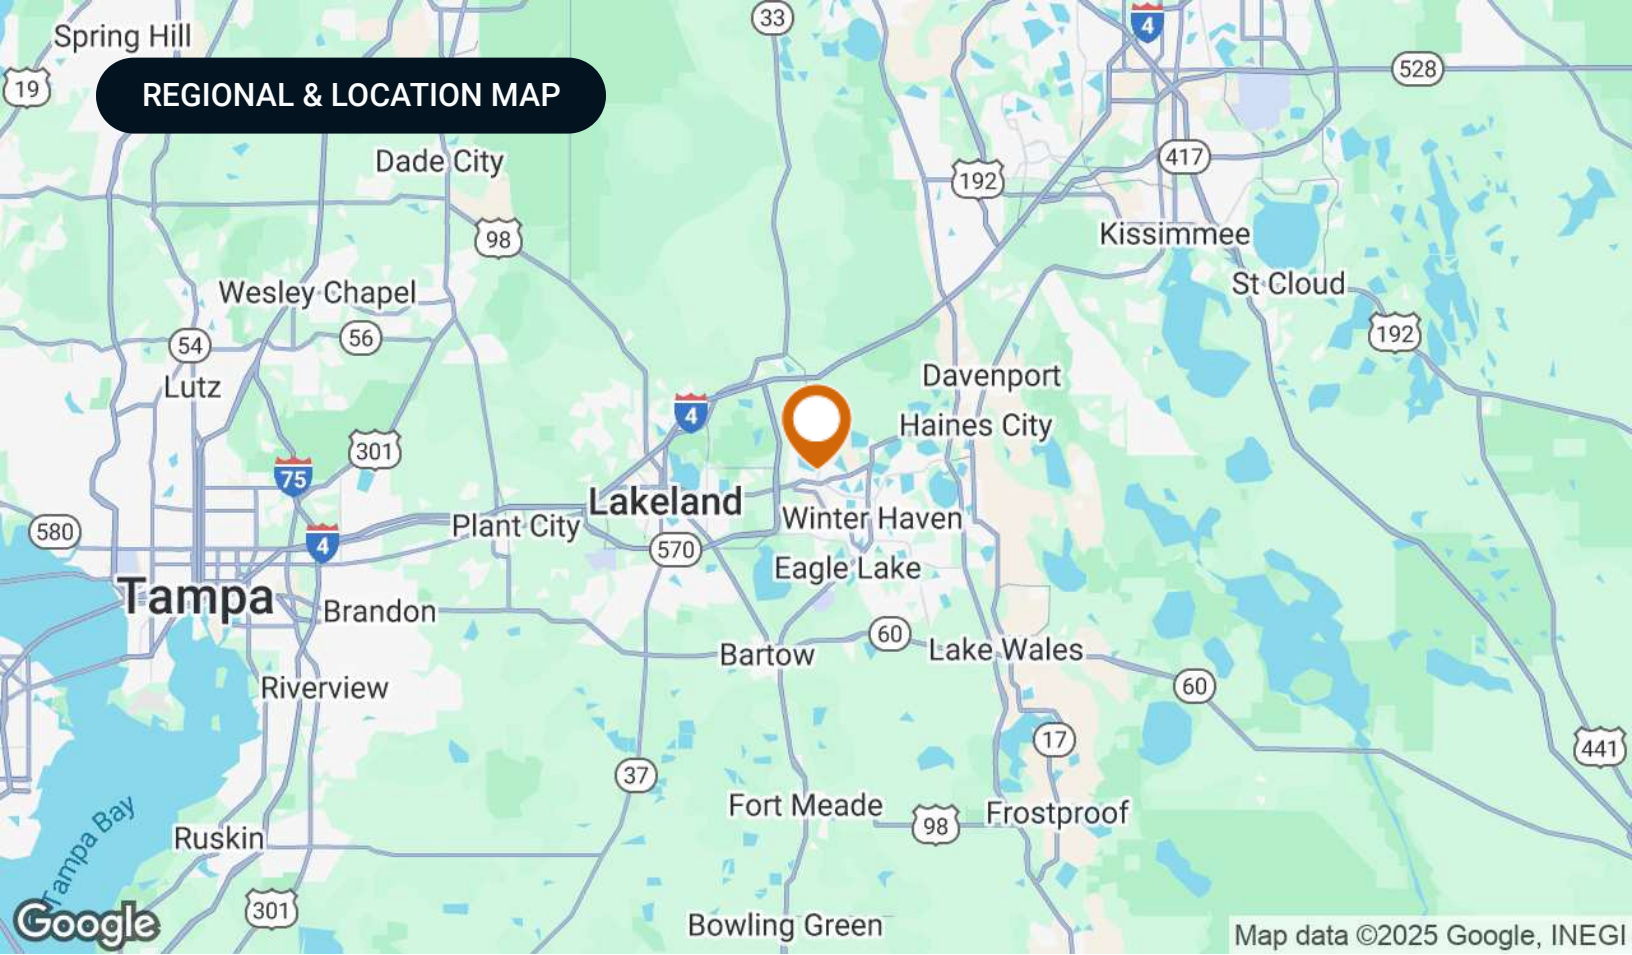 Spring Hill
33
4
19
REGIONAL & LOCATION MAP
528
Dade City
417
192
98
Kissimmee
Wesley Chapel
St Cloud
54
56
192
Lutz
Davenport
4
Haines City
301
75
Lakeland
580
4
Plant City
Winter Haven
570
Eagle Lake
Tampa
Brandon
60
Bartow
Lake Wales
Riverview
60
17
441
37
Fort Meade
98
Frostproof
Ruskin
Tampa Bay
301
Google
Bowling Green
Map data ©2025 Google, INEGI